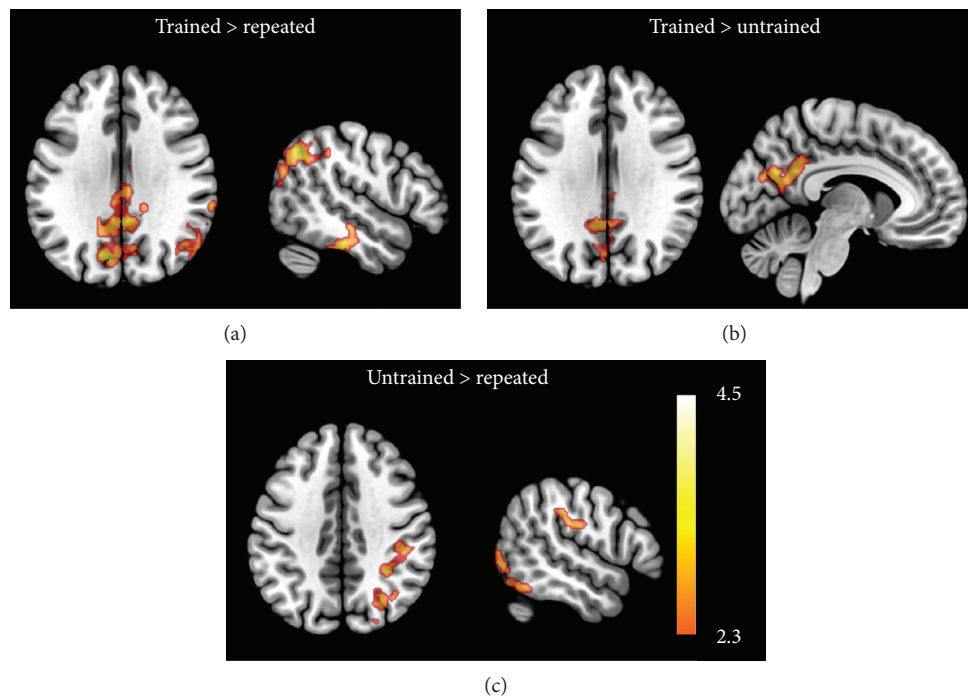 Trained > repeated
Trained > untrained
(a)
(b)
Untrained > repeated
4.5
2.3
(c)